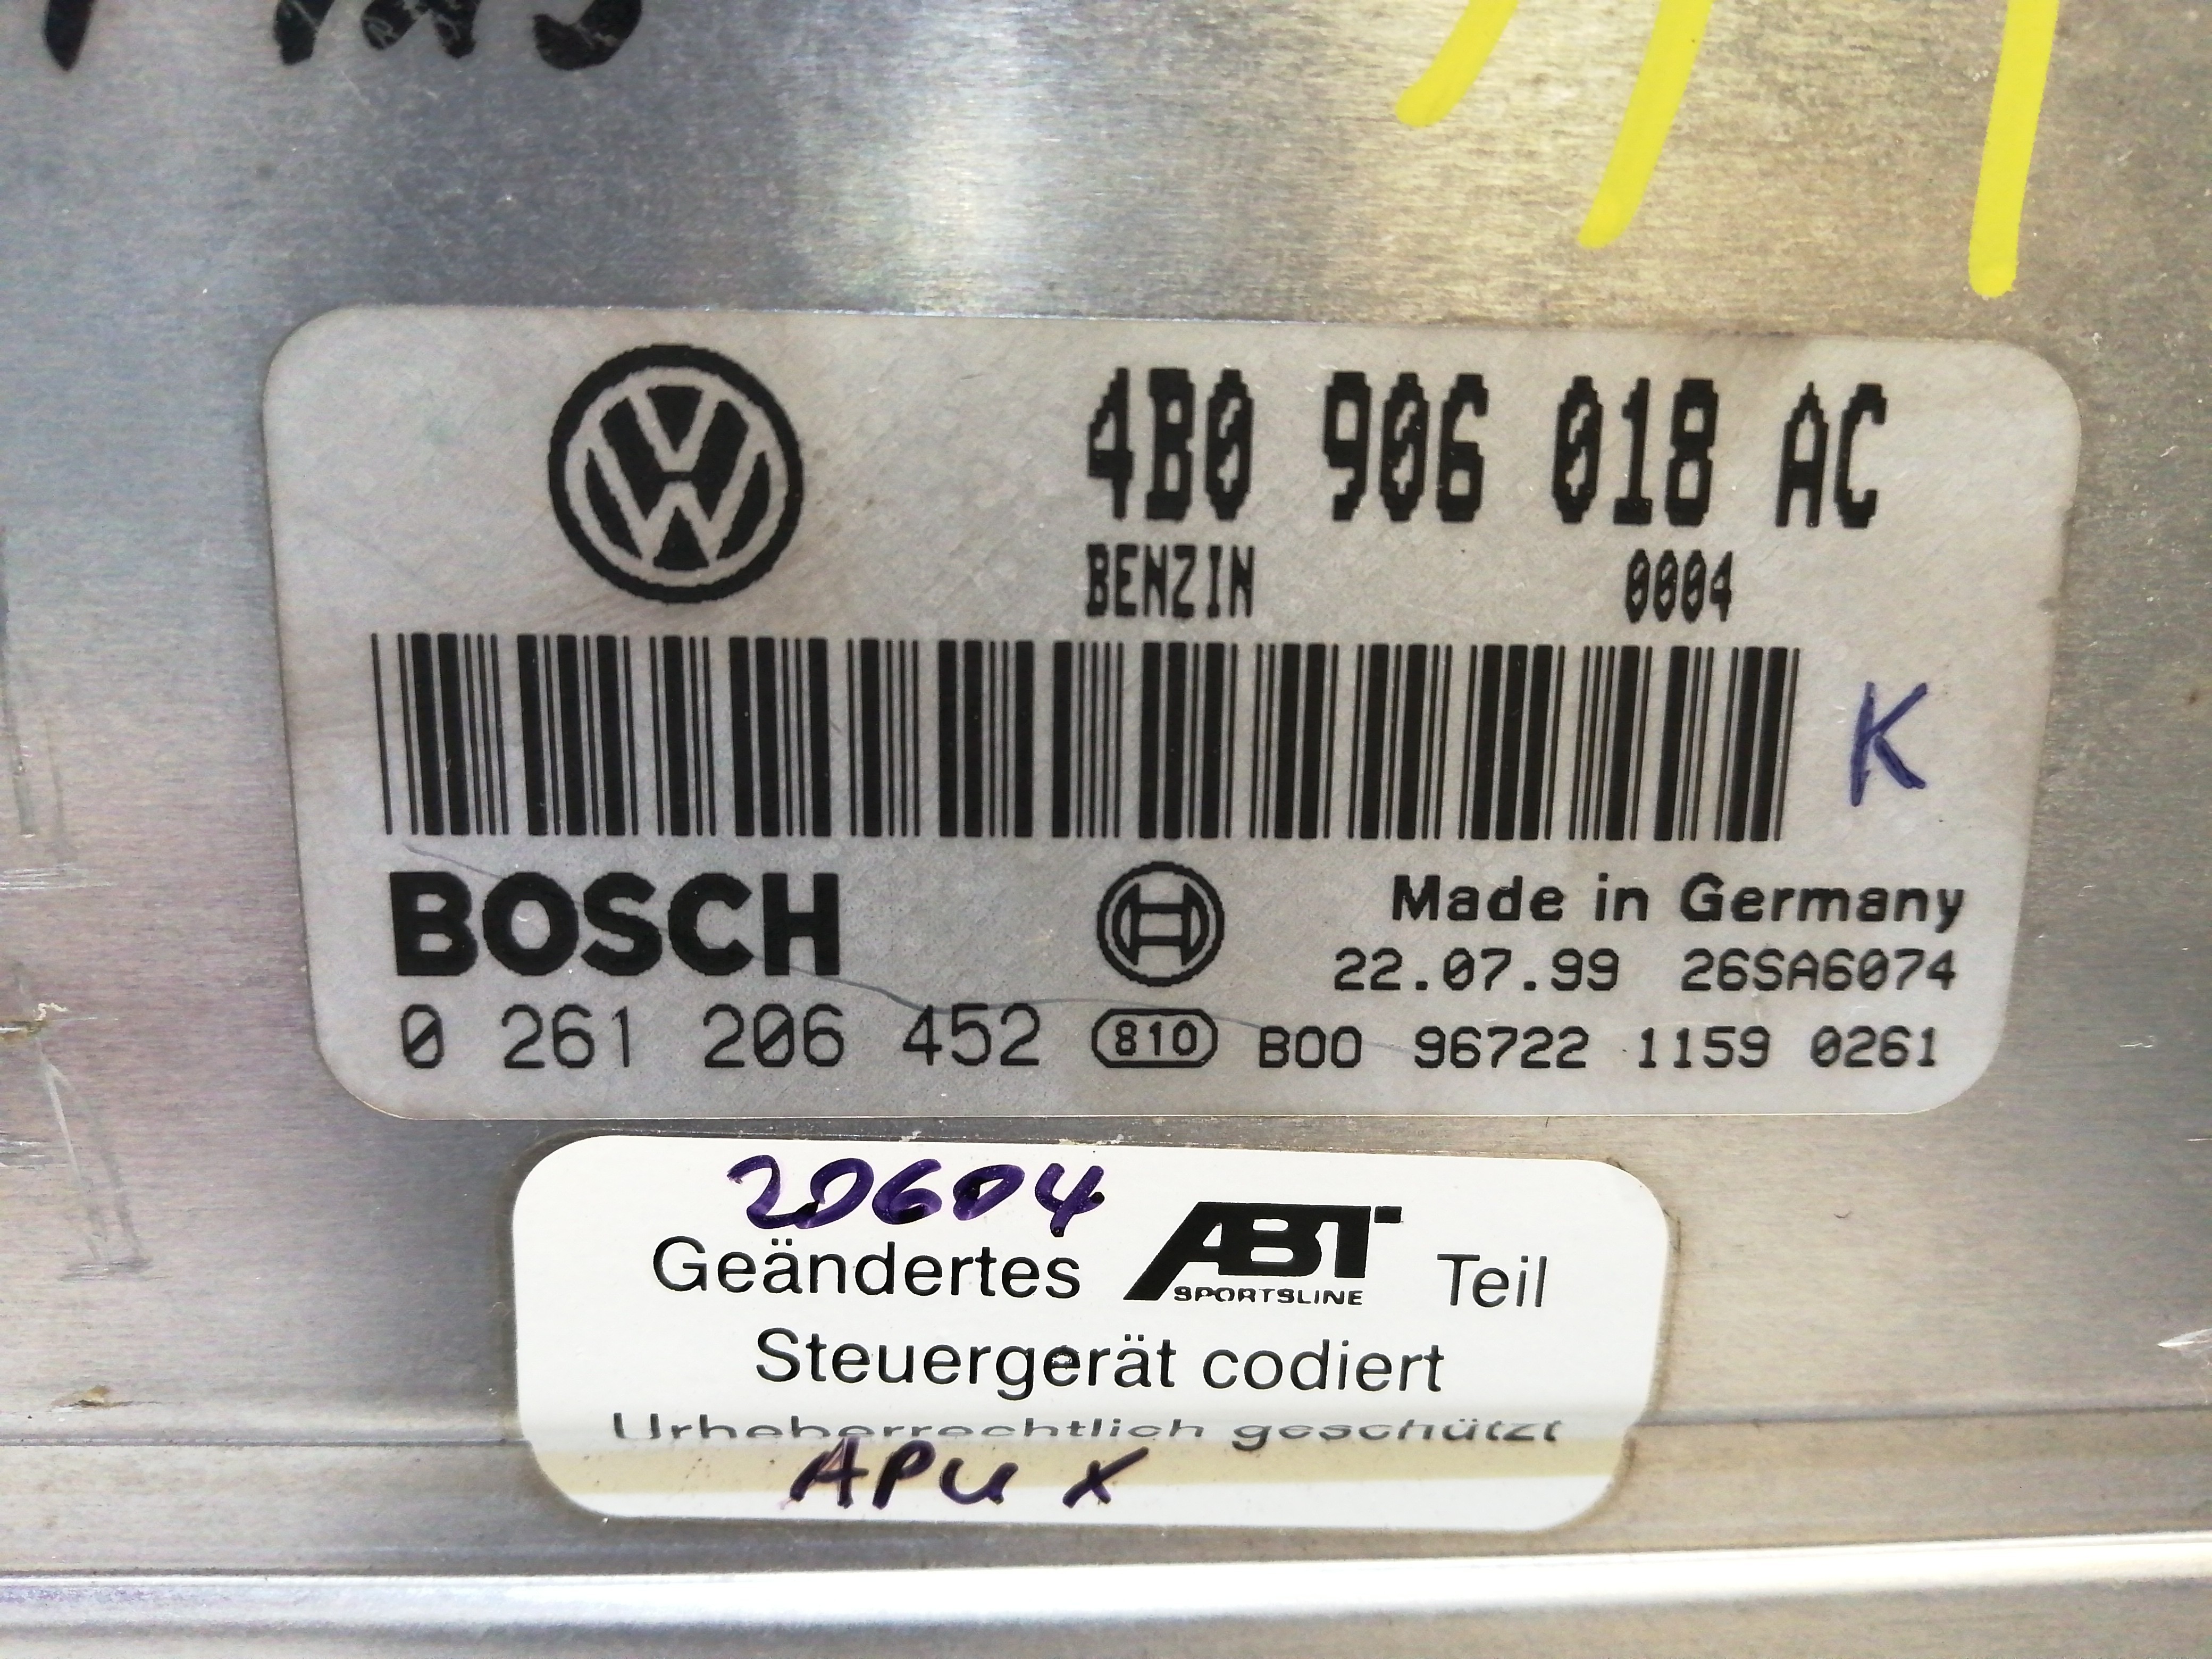 4B0 906 018 AC
BENZIN 0004
K
BOSCH
Made in Germany
22.07.99 26SA6074
0 261 206 452 810 B00 96722 1159 0261
20604
Geändertes ABT SPORTSLINE Teil
Steuergerät codiert
Urheberrechtlich geschützt
APU X